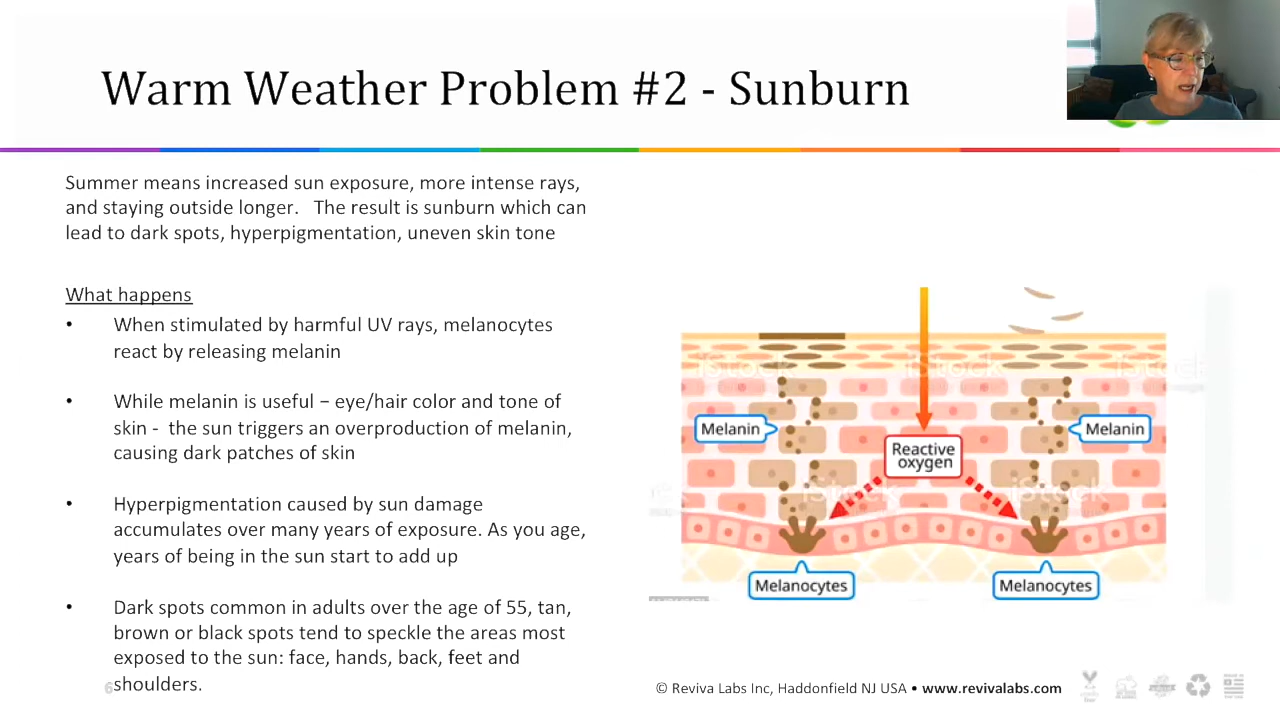 Warm Weather Problem #2 - Sunburn
Summer means increased sun exposure, more intense rays,
and staying outside longer.   The result is sunburn which can
lead to dark spots, hyperpigmentation, uneven skin tone
What happens
• When stimulated by harmful UV rays, melanocytes
react by releasing melanin
• While melanin is useful – eye/hair color and tone of
skin -  the sun triggers an overproduction of melanin,
causing dark patches of skin
• Hyperpigmentation caused by sun damage
accumulates over many years of exposure. As you age,
years of being in the sun start to add up
• Dark spots common in adults over the age of 55, tan,
brown or black spots tend to speckle the areas most
exposed to the sun: face, hands, back, feet and
shoulders.
6
iStock
iStock
iStock
Melanin
Melanin
Reactive
oxygen
iStock
iStock
Melanocytes
Melanocytes
© Reviva Labs Inc, Haddonfield NJ USA • www.revivalabs.com